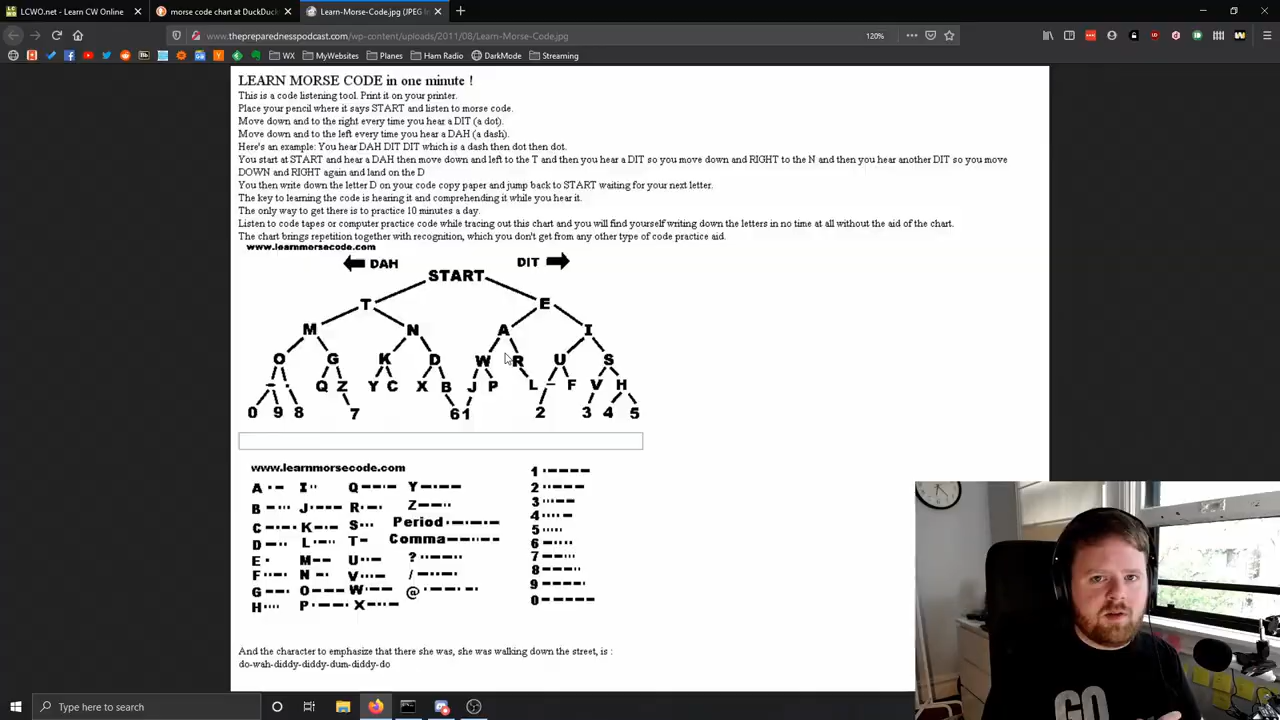 LCWO.net - Learn CW Online
morse code chart at DuckDuck
Learn-Morse-Code.jpg (JPEG I
www.thepreparednesspodcast.com/wp-content/uploads/2011/08/Learn-Morse-Code.jpg
120%
WX
MyWebsites
Planes
Ham Radio
DarkMode
Streaming
LEARN MORSE CODE in one minute !
This is a code listening tool. Print it on your printer.
Place your pencil where it says START and listen to morse code.
Move down and to the right every time you hear a DIT (a dot).
Move down and to the left every time you hear a DAH (a dash).
Here's an example: You hear DAH DIT DIT which is a dash then dot then dot.
You start at START and hear a DAH then move down and left to the T and then you hear a DIT so you move down and RIGHT to the N and then you hear another DIT so you move
DOWN and RIGHT again and land on the D
You then write down the letter D on your code copy paper and jump back to START waiting for your next letter.
The key to learning the code is hearing it and comprehending it while you hear it.
The only way to get there is to practice 10 minutes a day.
Listen to code tapes or computer practice code while tracing out this chart and you will find yourself writing down the letters in no time at all without the aid of the chart.
The chart brings repetition together with recognition, which you don't get from any other type of code practice aid.
www.learnmorsecode.com
DAH
DIT
START
T E
M N A I
O G K D W R U S
- . Q Z Y C X B J P L - F V H
0 9 8 7 6 1 2 3 4 5
www.learnmorsecode.com
A ·− I ·· Q −−·− Y −·−−
B −··· J ·−−− R ·−· Z −−··
C −·−· K −·− S ··· Period ·−·−·−
D −·· L ·−·· T − Comma −−··−−
E · M −− U ··− ? ··−−··
F ··−· N −· V ···− / −··−·
G −−· O −−− W ·−− @ ·−−·−·
H ···· P ·−−· X −··−
1 ·−−−−
2 ··−−−
3 ···−−
4 ····−
5 ·····
6 −····
7 −−···
8 −−−··
9 −−−−·
0 −−−−−
And the character to emphasize that there she was, she was walking down the street, is :
do-wah-diddy-diddy-dum-diddy-do
GO
Type here to search